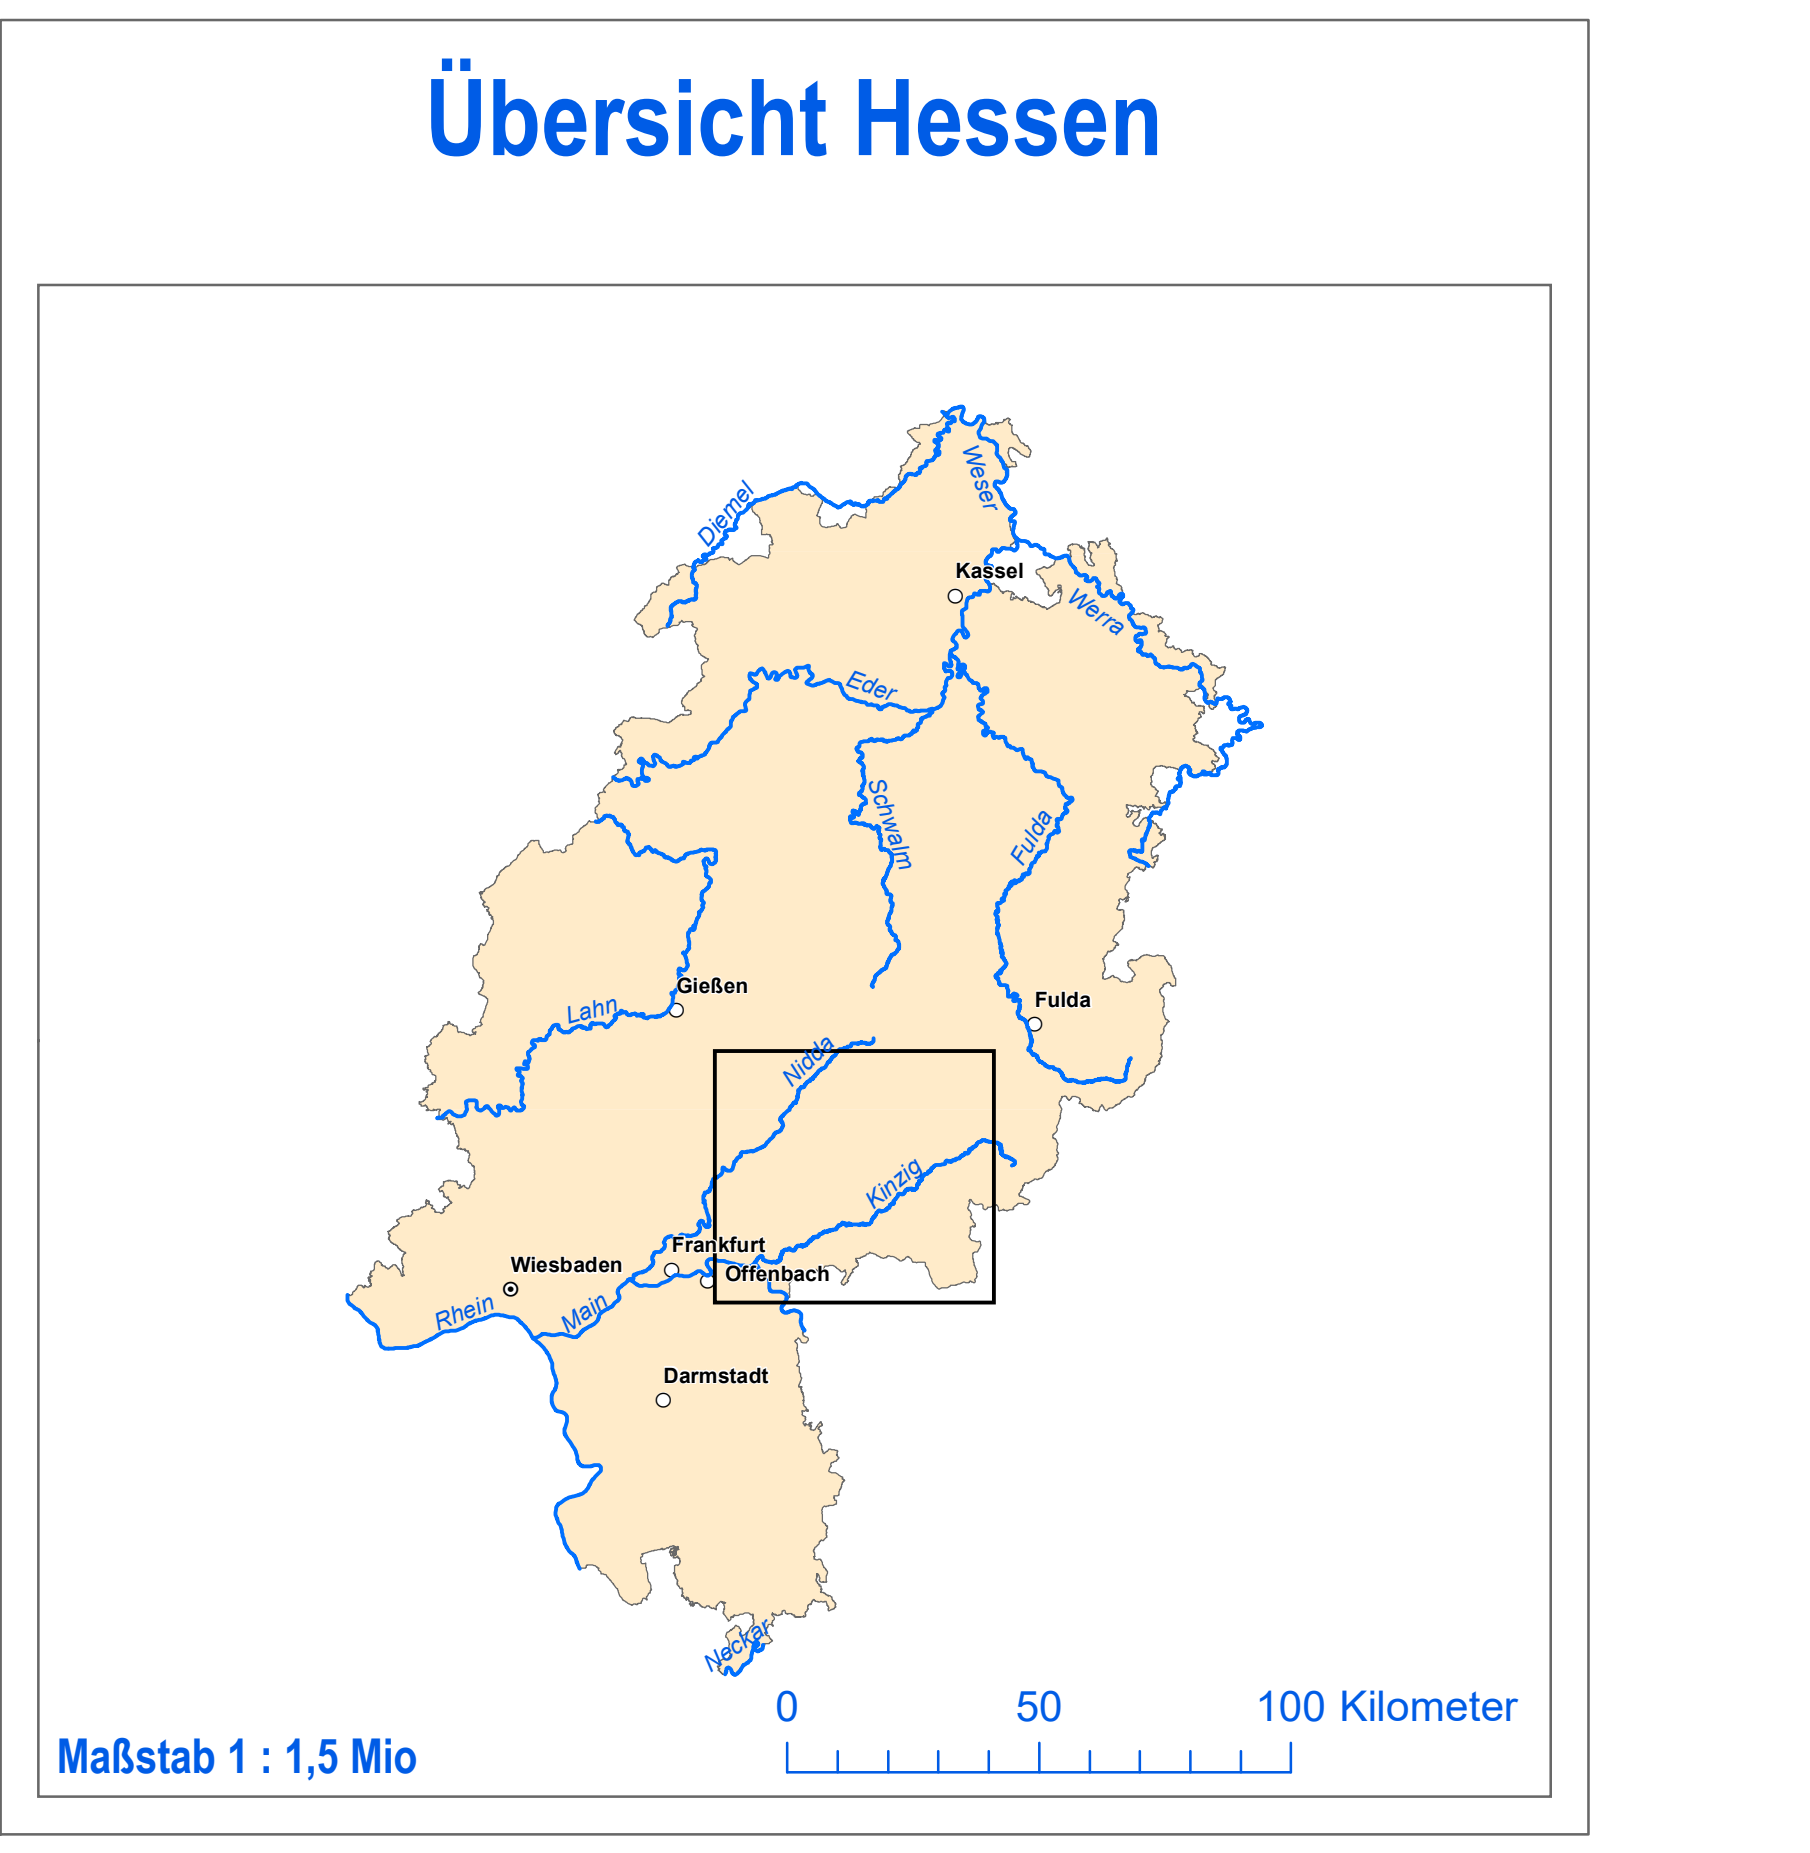 Übersicht Hessen
Weser
Diemel
Kassel
Werra
Eder
Schwalm
Fulda
Gießen
Fulda
Lahn
Nidda
Kinzig
Frankfurt
Wiesbaden
Offenbach
Rhein
Main
Darmstadt
Neckar
0 50 100 Kilometer
Maßstab 1 : 1,5 Mio